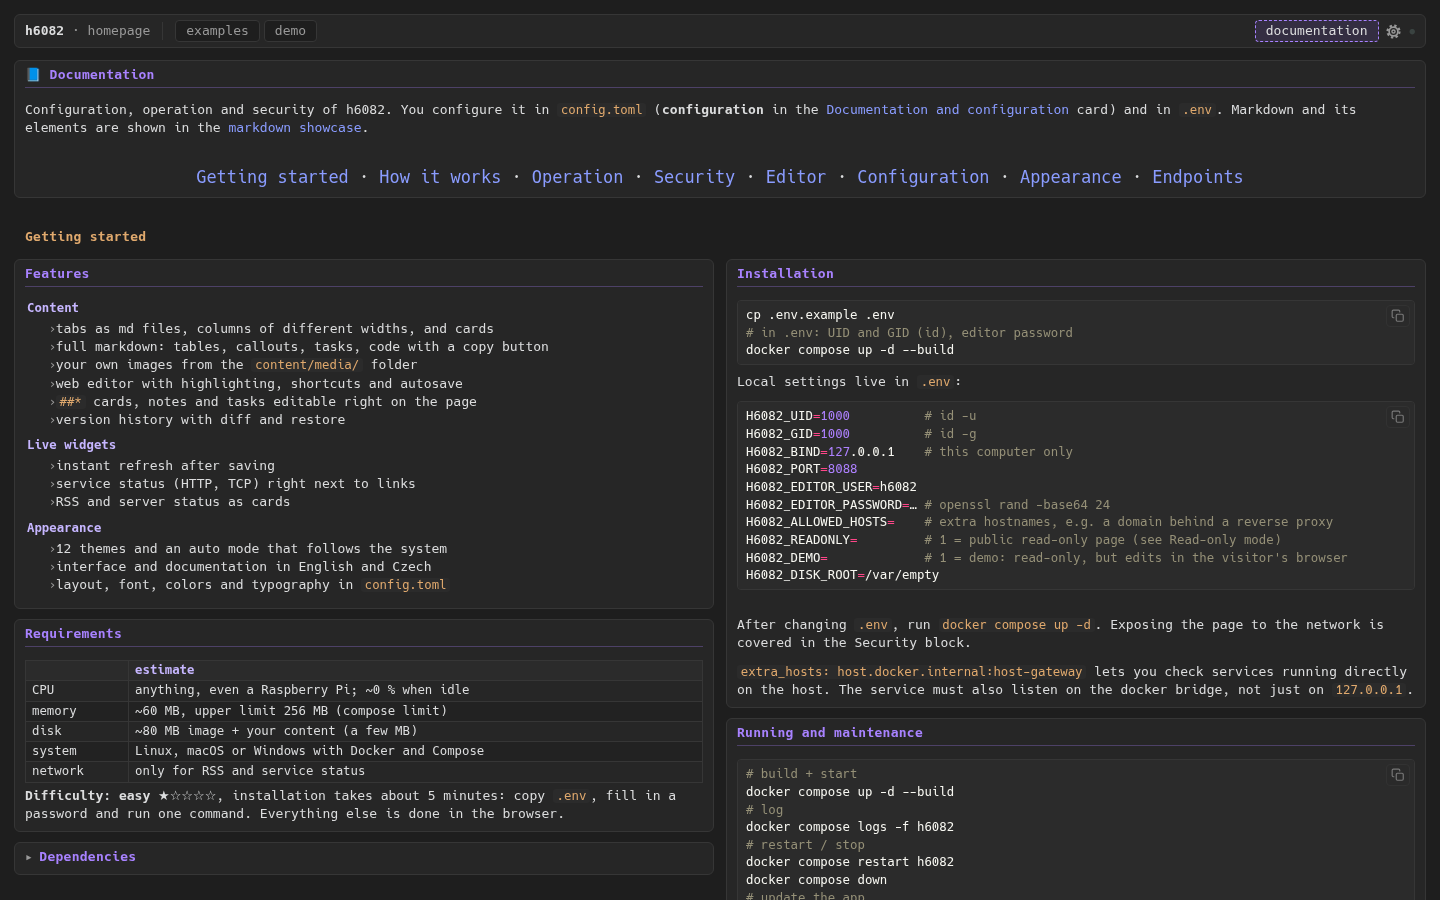 h6082 · homepage
examples
demo
documentation
📘 Documentation
Configuration, operation and security of h6082. You configure it in config.toml (configuration in the Documentation and configuration card) and in .env. Markdown and its
elements are shown in the markdown showcase.
Getting started · How it works · Operation · Security · Editor · Configuration · Appearance · Endpoints
Getting started
Features
Content
›tabs as md files, columns of different widths, and cards
›full markdown: tables, callouts, tasks, code with a copy button
›your own images from the content/media/ folder
›web editor with highlighting, shortcuts and autosave
›##* cards, notes and tasks editable right on the page
›version history with diff and restore
Live widgets
›instant refresh after saving
›service status (HTTP, TCP) right next to links
›RSS and server status as cards
Appearance
›12 themes and an auto mode that follows the system
›interface and documentation in English and Czech
›layout, font, colors and typography in config.toml
Requirements
estimate
CPU anything, even a Raspberry Pi; ~0 % when idle
memory ~60 MB, upper limit 256 MB (compose limit)
disk ~80 MB image + your content (a few MB)
system Linux, macOS or Windows with Docker and Compose
network only for RSS and service status
Difficulty: easy ★☆☆☆☆, installation takes about 5 minutes: copy .env, fill in a
password and run one command. Everything else is done in the browser.
▸ Dependencies
Installation
cp .env.example .env
# in .env: UID and GID (id), editor password
docker compose up -d --build
Local settings live in .env:
H6082_UID=1000 # id -u
H6082_GID=1000 # id -g
H6082_BIND=127.0.0.1 # this computer only
H6082_PORT=8088
H6082_EDITOR_USER=h6082
H6082_EDITOR_PASSWORD=… # openssl rand -base64 24
H6082_ALLOWED_HOSTS= # extra hostnames, e.g. a domain behind a reverse proxy
H6082_READONLY= # 1 = public read-only page (see Read-only mode)
H6082_DEMO= # 1 = demo: read-only, but edits in the visitor's browser
H6082_DISK_ROOT=/var/empty
After changing .env, run docker compose up -d. Exposing the page to the network is
covered in the Security block.
extra_hosts: host.docker.internal:host-gateway lets you check services running directly
on the host. The service must also listen on the docker bridge, not just on 127.0.0.1.
Running and maintenance
# build + start
docker compose up -d --build
# log
docker compose logs -f h6082
# restart / stop
docker compose restart h6082
docker compose down
# update the app